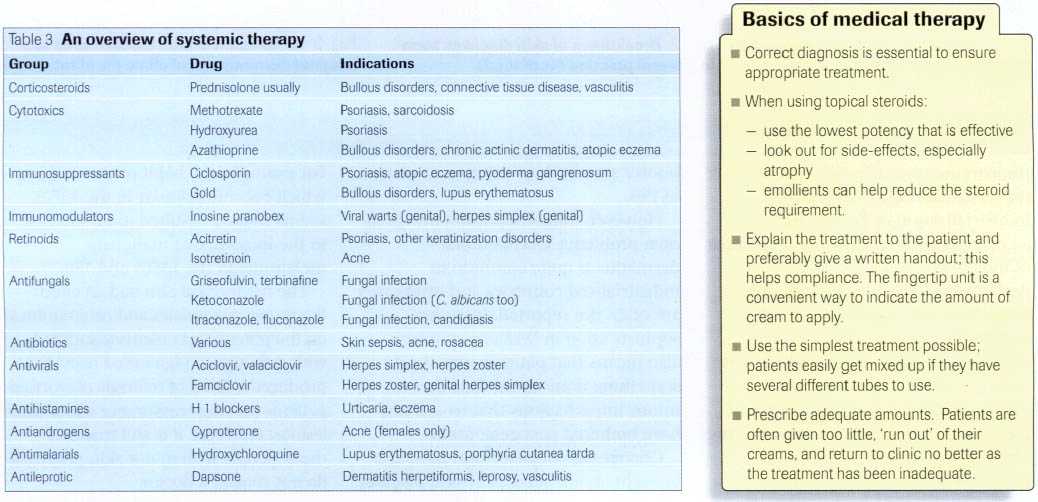 Table 3 An overview of systemic therapy
Group Drug Indications
Corticosteroids Prednisolone usually Bullous disorders, connective tissue disease, vasculitis
Cytotoxics Methotrexate Psoriasis, sarcoidosis
Hydroxyurea Psoriasis
Azathioprine Bullous disorders, chronic actinic dermatitis, atopic eczema
Immunosuppressants Ciclosporin Psoriasis, atopic eczema, pyoderma gangrenosum
Gold Bullous disorders, lupus erythematosus
Immunomodulators Inosine pranobex Viral warts (genital), herpes simplex (genital)
Retinoids Acitretin Psoriasis, other keratinization disorders
Isotretinoin Acne
Antifungals Griseofulvin, terbinafine Fungal infection
Ketoconazole Fungal infection (C. albicans too)
Itraconazole, fluconazole Fungal infection, candidiasis
Antibiotics Various Skin sepsis, acne, rosacea
Antivirals Aciclovir, valaciclovir Herpes simplex, herpes zoster
Famciclovir Herpes zoster, genital herpes simplex
Antihistamines H 1 blockers Urticaria, eczema
Antiandrogens Cyproterone Acne (females only)
Antimalarials Hydroxychloroquine Lupus erythematosus, porphyria cutanea tarda
Antileprotic Dapsone Dermatitis herpetiformis, leprosy, vasculitis
Basics of medical therapy
■ Correct diagnosis is essential to ensure
appropriate treatment.
■ When using topical steroids:
– use the lowest potency that is effective
– look out for side-effects, especially
atrophy
– emollients can help reduce the steroid
requirement.
■ Explain the treatment to the patient and
preferably give a written handout; this
helps compliance. The fingertip unit is a
convenient way to indicate the amount of
cream to apply.
■ Use the simplest treatment possible;
patients easily get mixed up if they have
several different tubes to use.
■ Prescribe adequate amounts. Patients are
often given too little, 'run out' of their
creams, and return to clinic no better as
the treatment has been inadequate.